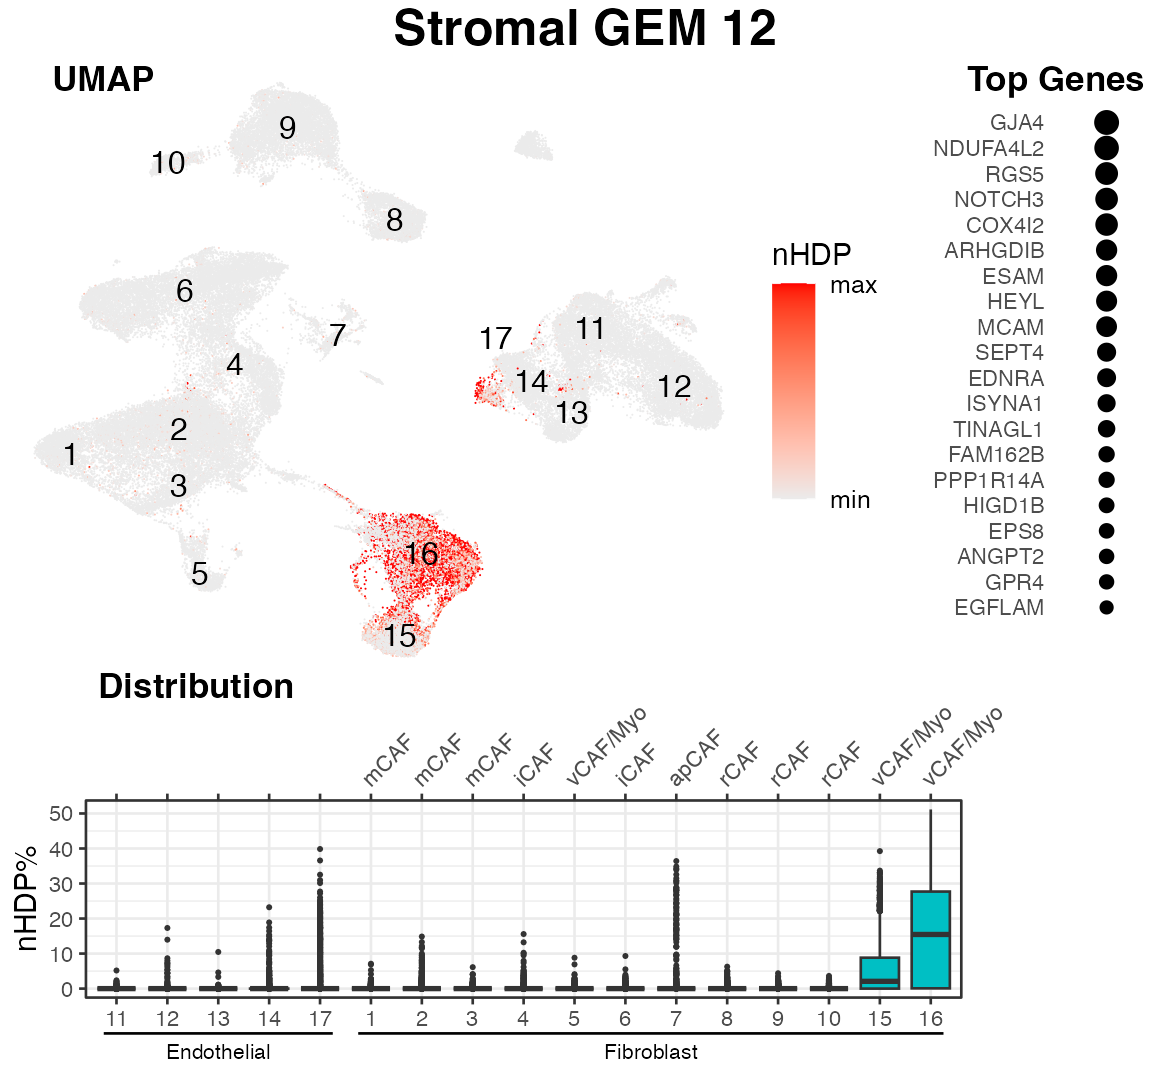 Stromal GEM 12
UMAP
9
10
8
6
7
4
2
1
3
5
16
15
17
11
14
12
13
nHDP
max
min
Top Genes
GJA4
NDUFA4L2
RGS5
NOTCH3
COX4I2
ARHGDIB
ESAM
HEYL
MCAM
SEPT4
EDNRA
ISYNA1
TINAGL1
FAM162B
PPP1R14A
HIGD1B
EPS8
ANGPT2
GPR4
EGFLAM
Distribution
mCAF mCAF mCAF iCAF vCAF/Myo iCAF apCAF rCAF rCAF rCAF vCAF/Myo vCAF/Myo
nHDP%
50
40
30
20
10
0
11 12 13 14 17 1 2 3 4 5 6 7 8 9 10 15 16
Endothelial Fibroblast